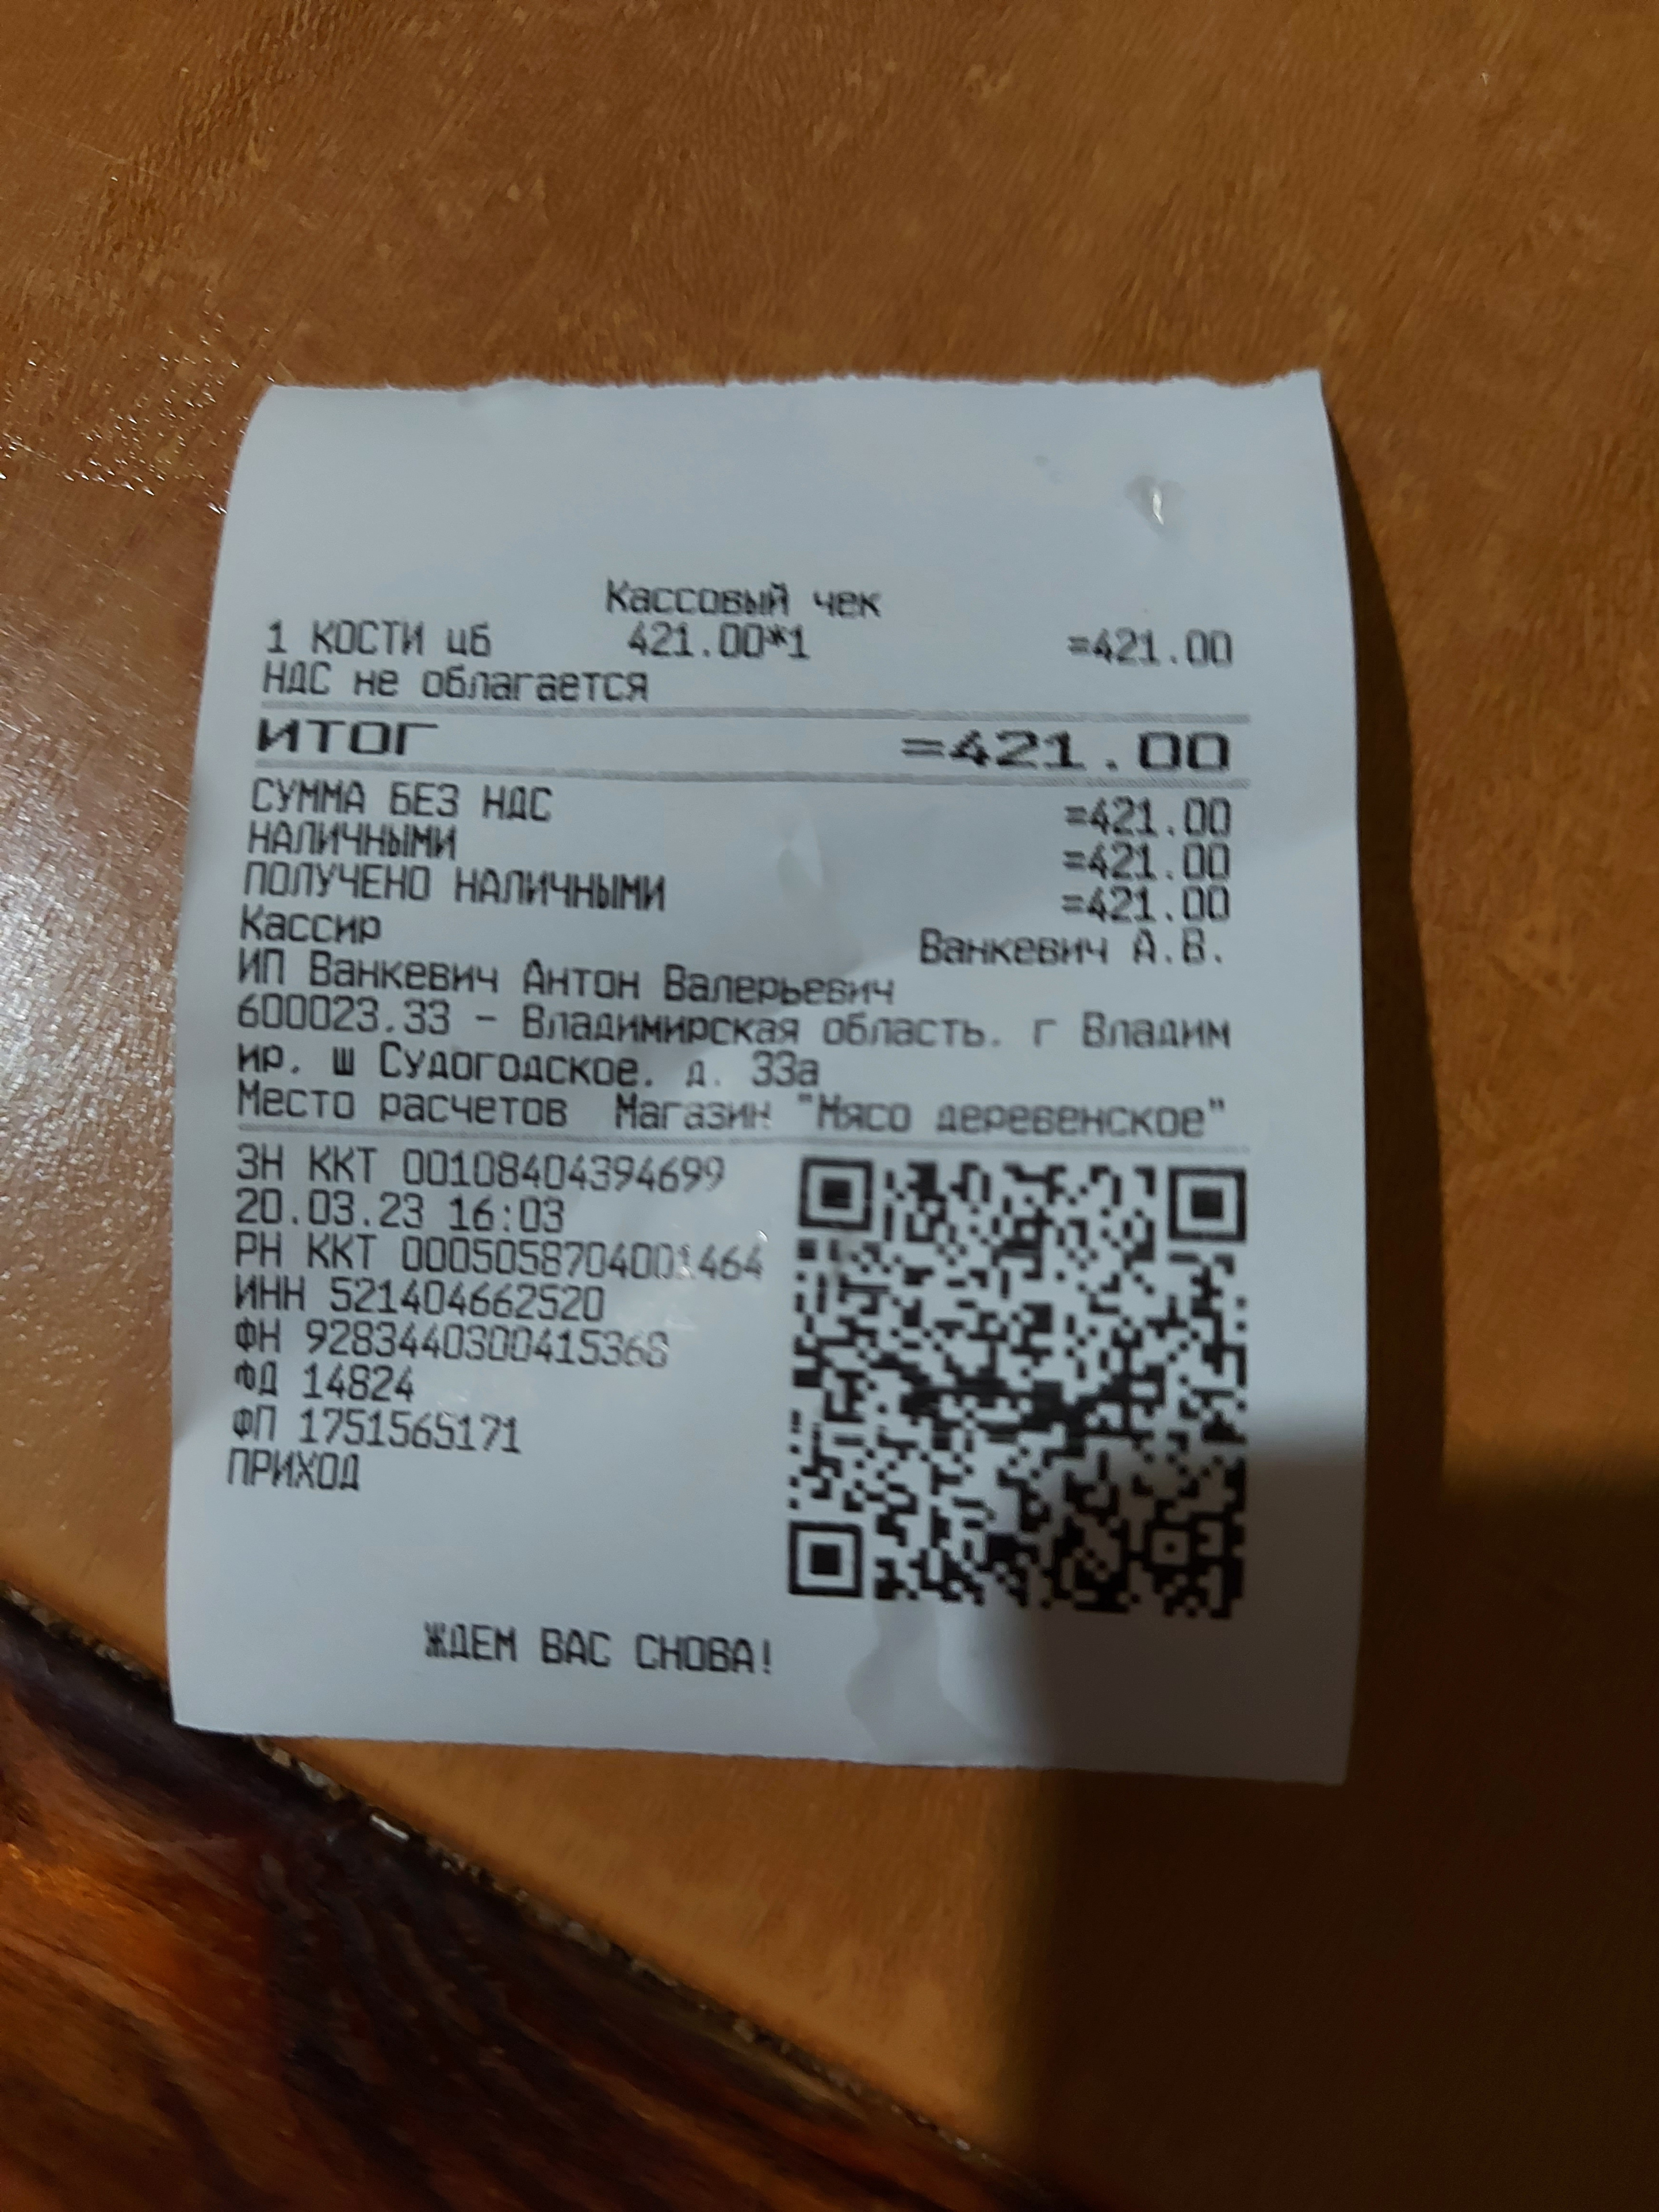 Кассовый чек
1 КОСТИ цб 421.00*1 =421.00
НДС не облагается
ИТОГ =421.00
СУММА БЕЗ НДС =421.00
НАЛИЧНЫМИ =421.00
ПОЛУЧЕНО НАЛИЧНЫМИ =421.00
Кассир Ванкевич А.В.
ИП Ванкевич Антон Валерьевич
600023.33 - Владимирская область. г Владим
ир. ш Судогодское. д. 33а
Место расчетов Магазин "Мясо деревенское"
ЗН ККТ 00108404394699
20.03.23 16:03
РН ККТ 0005058704001464
ИНН 521404662520
ФН 9283440300415368
ФД 14824
ФП 1751565171
ПРИХОД
ЖДЕМ ВАС СНОВА!